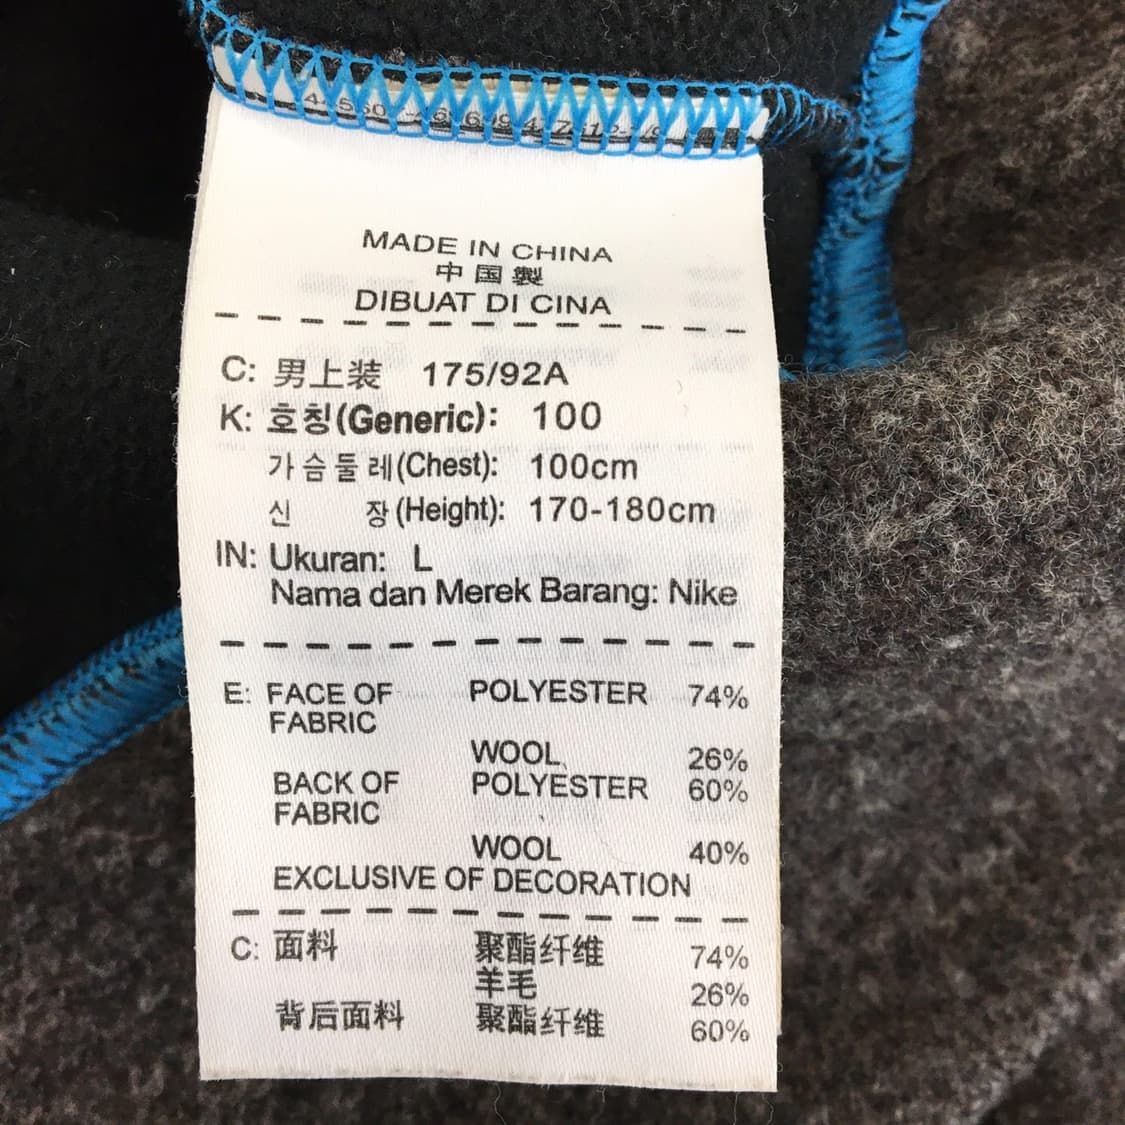 MADE IN CHINA
中国製
DIBUAT DI CINA
C: 男上装 175/92A
K: 호칭(Generic): 100
가슴둘레(Chest): 100cm
신 장(Height): 170-180cm
IN: Ukuran: L
Nama dan Merek Barang: Nike
E: FACE OF POLYESTER 74%
FABRIC
WOOL 26%
BACK OF POLYESTER 60%
FABRIC
WOOL 40%
EXCLUSIVE OF DECORATION
C: 面料 聚酯纤维 74%
羊毛 26%
背后面料 聚酯纤维 60%